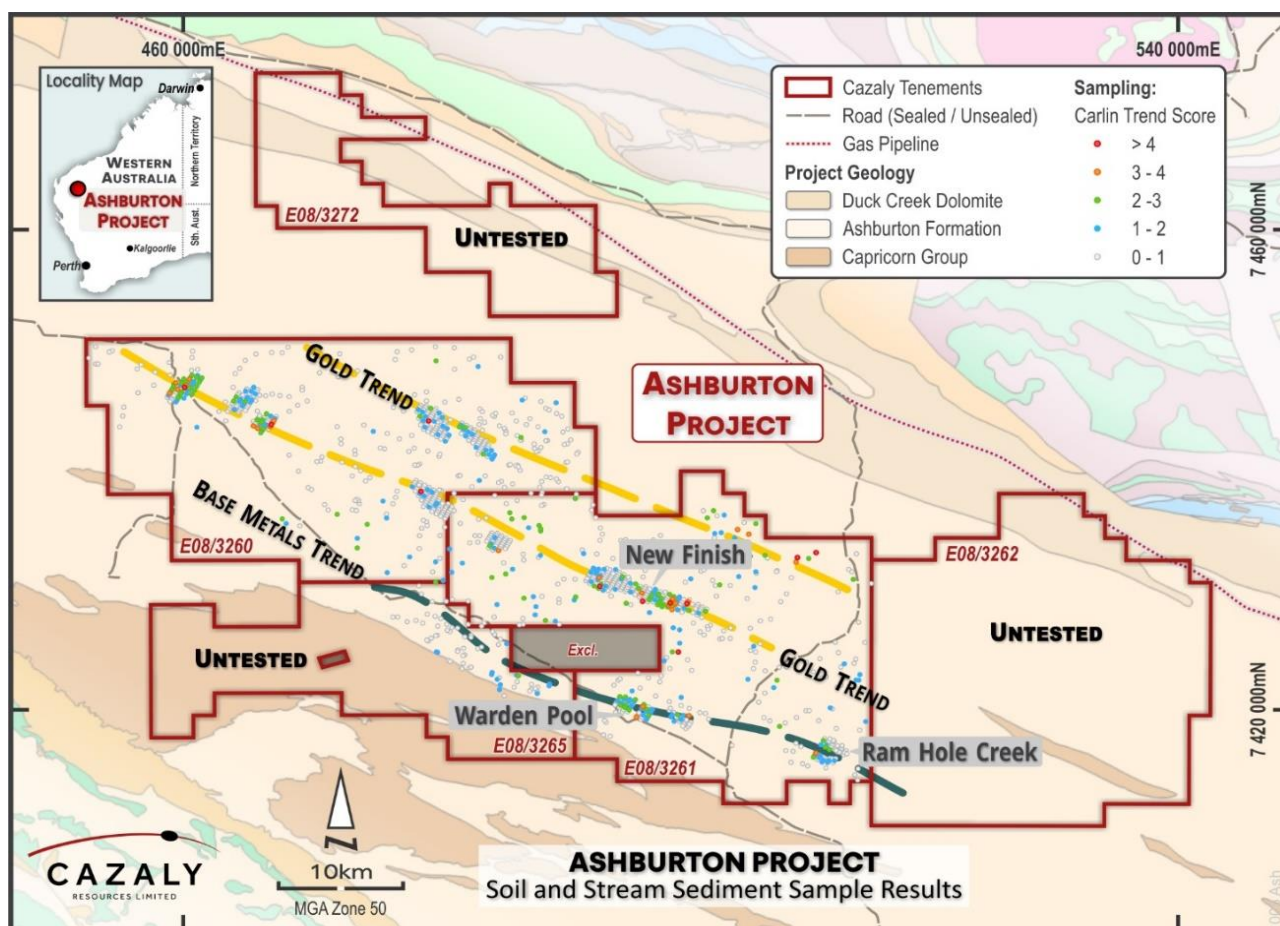 460 000mE
540 000mE
Locality Map
Darwin
Northern Territory
WESTERN
AUSTRALIA
ASHBURTON
PROJECT
Sth. Aust.
Kalgoorlie
Perth
Cazaly Tenements
Road (Sealed / Unsealed)
Gas Pipeline
Project Geology
Duck Creek Dolomite
Ashburton Formation
Capricorn Group
Sampling:
Carlin Trend Score
> 4
3 - 4
2 - 3
1 - 2
0 - 1
7 460 000mN
E08/3272
UNTESTED
GOLD TREND
ASHBURTON
PROJECT
BASE METALS TREND
E08/3260
New Finish
E08/3262
UNTESTED
Excl.
UNTESTED
GOLD TREND
Warden Pool
E08/3265
E08/3261
Ram Hole Creek
7 420 000mN
CAZALY
RESOURCES LIMITED
N
10km
MGA Zone 50
ASHBURTON PROJECT
Soil and Stream Sediment Sample Results